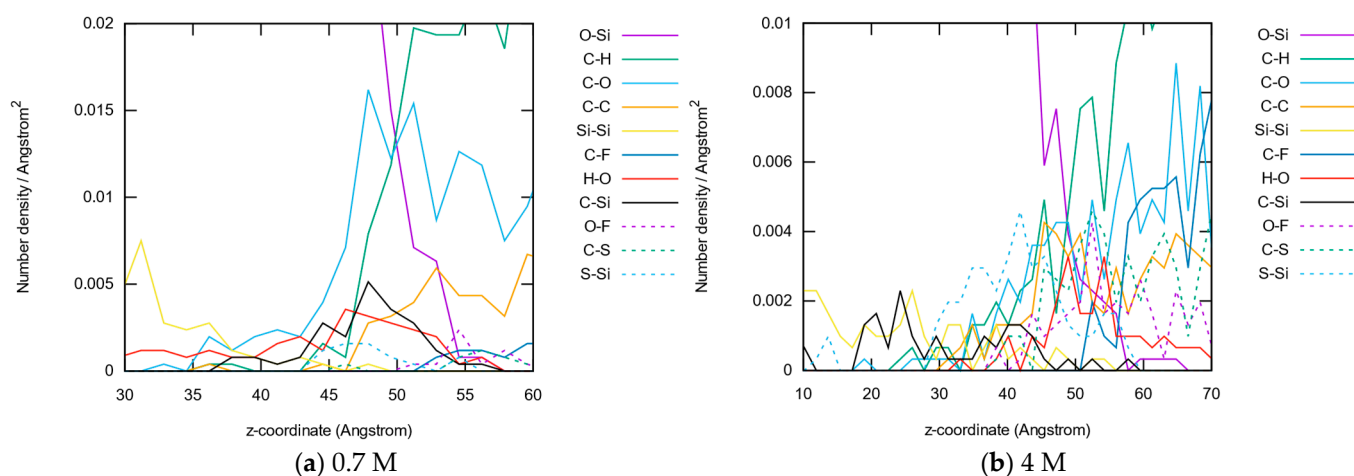 0.02
0.015
0.01
0.005
0
30 35 40 45 50 55 60
Number density / Angstrom²
z-coordinate (Angstrom)
O-Si
C-H
C-O
C-C
Si-Si
C-F
H-O
C-Si
O-F
C-S
S-Si
(a) 0.7 M
0.01
0.008
0.006
0.004
0.002
0
10 20 30 40 50 60 70
Number density / Angstrom²
z-coordinate (Angstrom)
O-Si
C-H
C-O
C-C
Si-Si
C-F
H-O
C-Si
O-F
C-S
S-Si
(b) 4 M